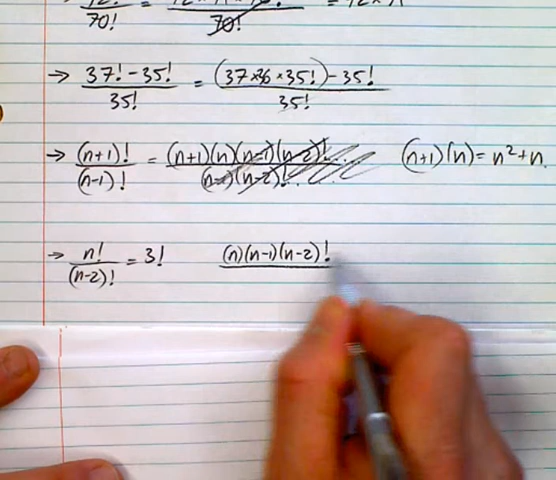 70! = 70! = 72×71
→ 37! - 35! / 35! = (37×36×35!) - 35! / 35!
→ (n+1)! / (n-1)! = (n+1)(n)(n-1)(n-2)!... / (n-1)(n-2)!... (n+1)(n) = n² + n
→ n! / (n-2)! = 3! (n)(n-1)(n-2)!